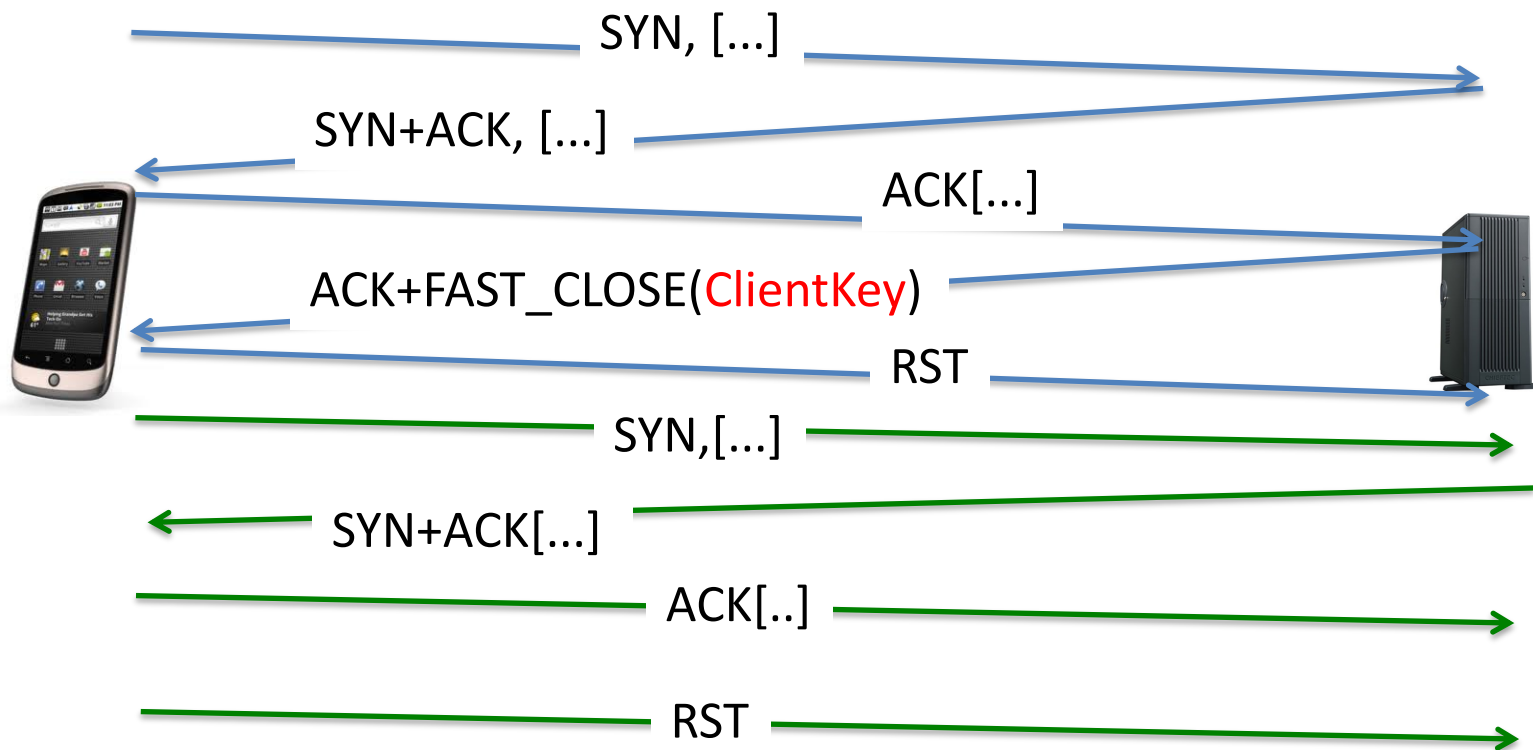 SYN, [...]
SYN+ACK, [...]
ACK[...]
ACK+FAST_CLOSE(ClientKey)
RST
SYN,[...]
SYN+ACK[...]
ACK[..]
RST